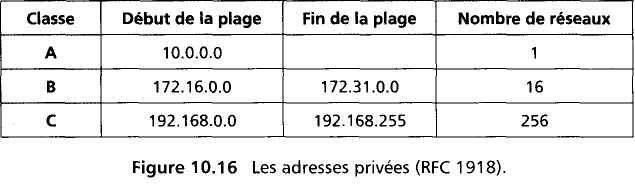 Classe Début de la plage Fin de la plage Nombre de réseaux
A 10.0.0.0 1
B 172.16.0.0 172.31.0.0 16
C 192.168.0.0 192.168.255 256
Figure 10.16 Les adresses privées (RFC 1918).